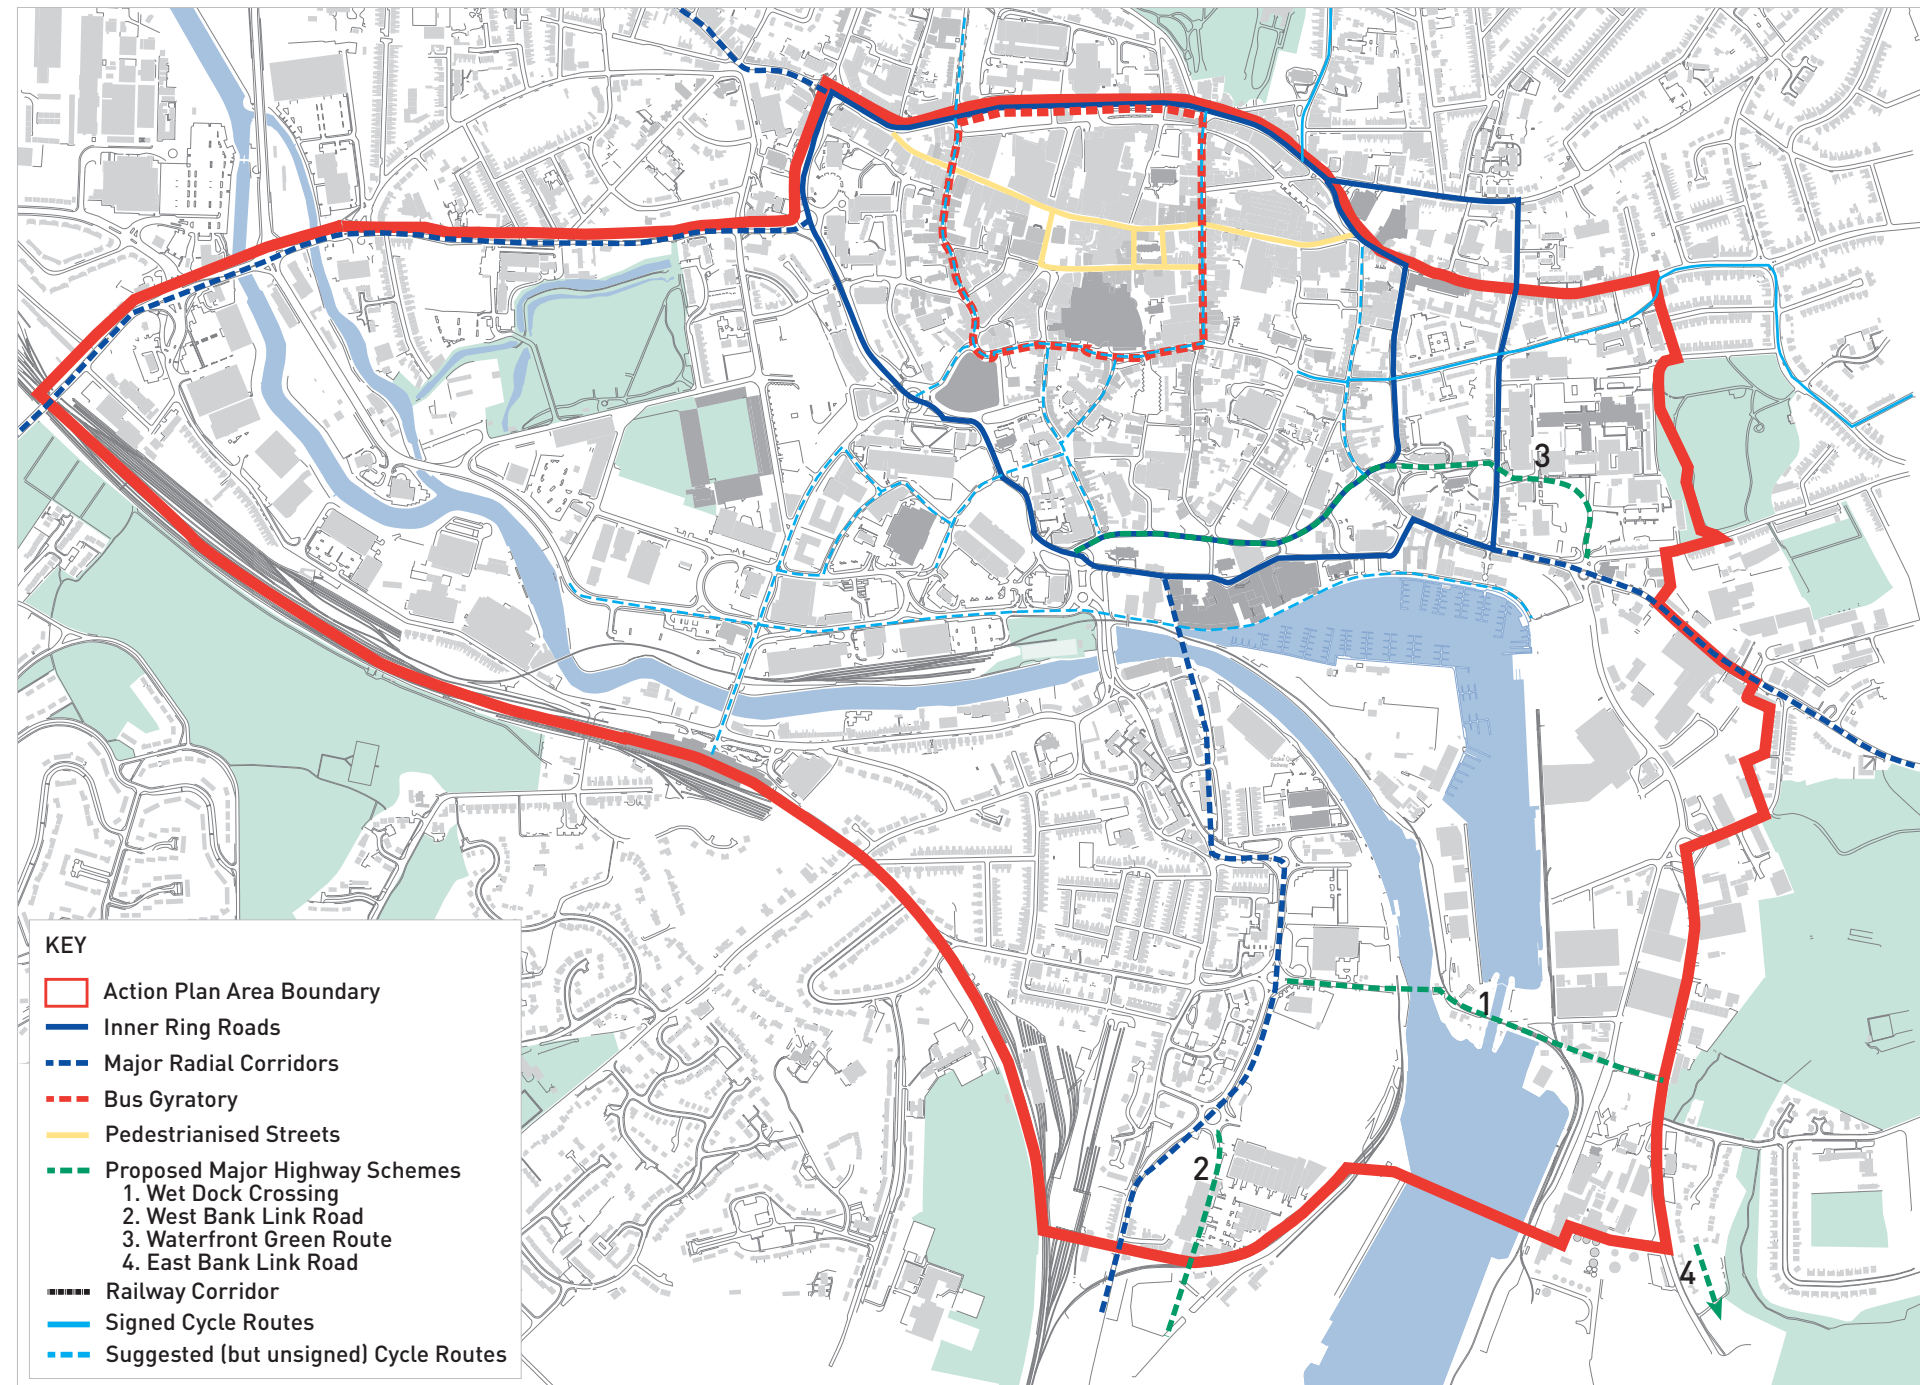 3
Stoke Quay
1
2
4
KEY
Action Plan Area Boundary
Inner Ring Roads
Major Radial Corridors
Bus Gyratory
Pedestrianised Streets
Proposed Major Highway Schemes
1. Wet Dock Crossing
2. West Bank Link Road
3. Waterfront Green Route
4. East Bank Link Road
Railway Corridor
Signed Cycle Routes
Suggested (but unsigned) Cycle Routes